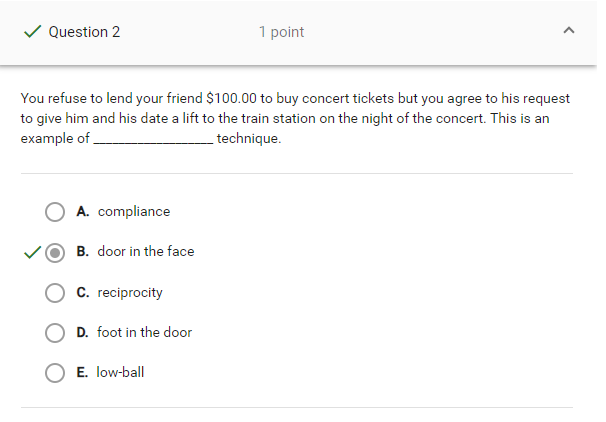 Question 2 1 point
You refuse to lend your friend $100.00 to buy concert tickets but you agree to his request
to give him and his date a lift to the train station on the night of the concert. This is an
example of ___________________ technique.
A. compliance
B. door in the face
C. reciprocity
D. foot in the door
E. low-ball